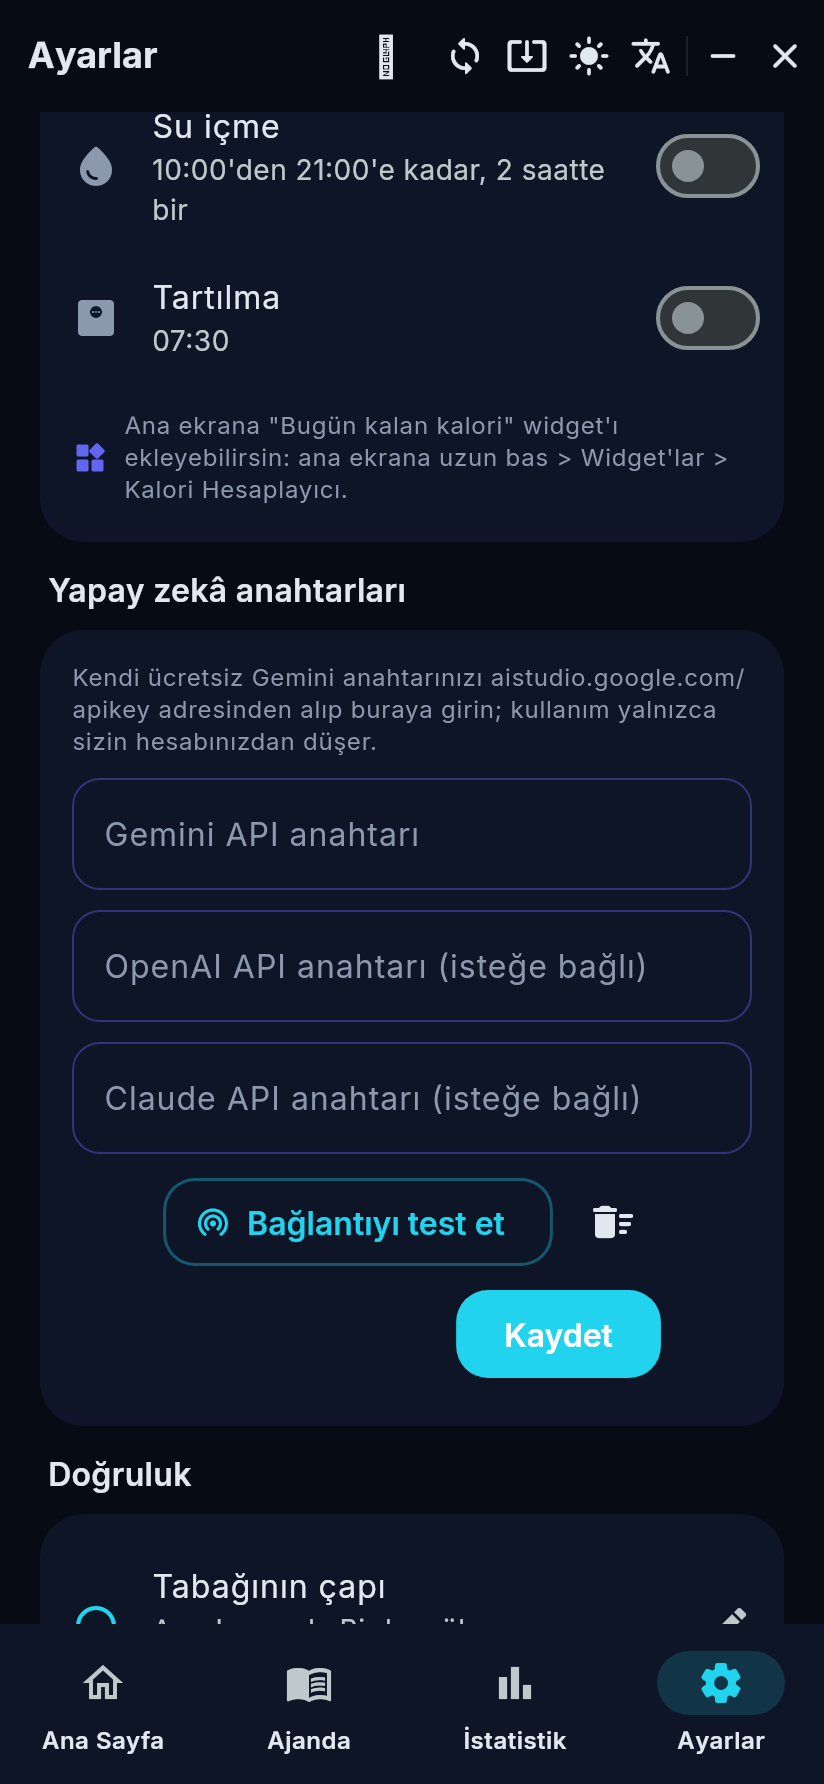 Ayarlar
NO GLYPH
Su içme
10:00'den 21:00'e kadar, 2 saatte
bir
Tartılma
07:30
Ana ekrana "Bugün kalan kalori" widget'ı
ekleyebilirsin: ana ekrana uzun bas > Widget'lar >
Kalori Hesaplayıcı.
Yapay zekâ anahtarları
Kendi ücretsiz Gemini anahtarınızı aistudio.google.com/
apikey adresinden alıp buraya girin; kullanım yalnızca
sizin hesabınızdan düşer.
Gemini API anahtarı
OpenAI API anahtarı (isteğe bağlı)
Claude API anahtarı (isteğe bağlı)
Bağlantıyı test et
Kaydet
Doğruluk
Tabağının çapı
Ana Sayfa
Ajanda
İstatistik
Ayarlar